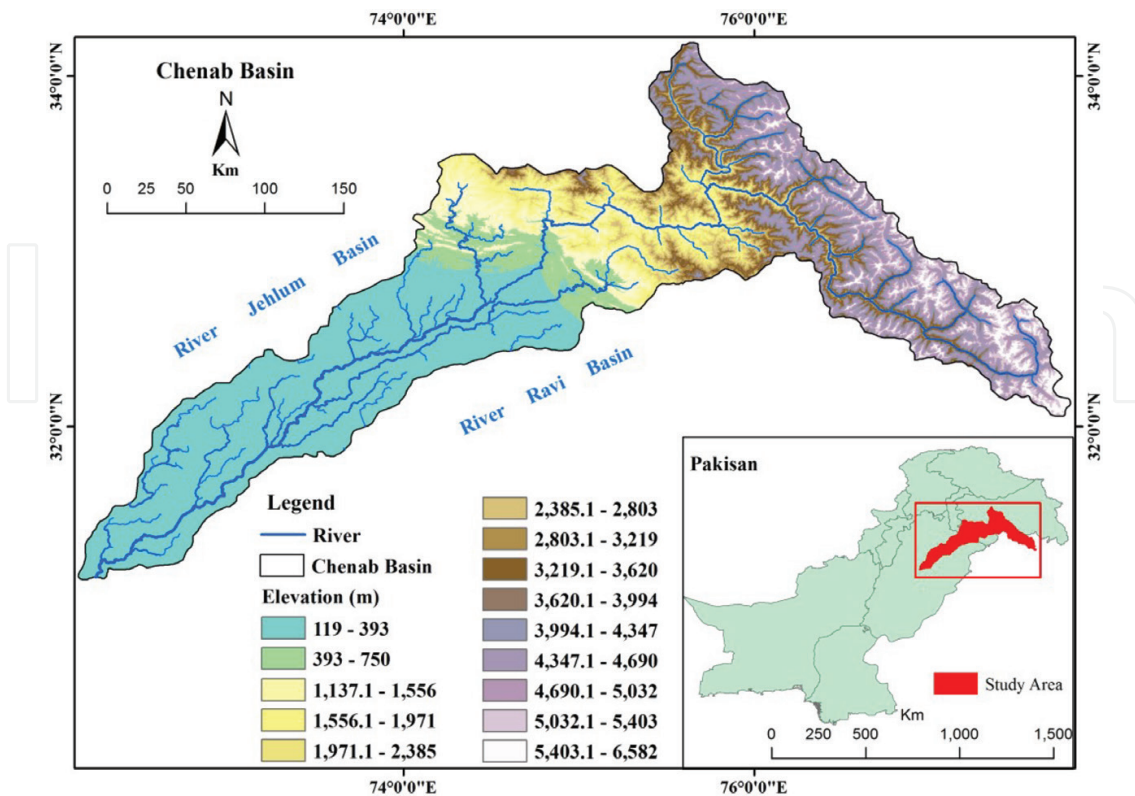 74°0'0"E
76°0'0"E
34°0'0"N
34°0'0"N
Chenab Basin
N
Km
0 25 50 100 150
River Jehlum Basin
River Ravi Basin
32°0'0"N
32°0'0"N
Legend
River
Chenab Basin
Elevation (m)
119 - 393
393 - 750
1,137.1 - 1,556
1,556.1 - 1,971
1,971.1 - 2,385
2,385.1 - 2,803
2,803.1 - 3,219
3,219.1 - 3,620
3,620.1 - 3,994
3,994.1 - 4,347
4,347.1 - 4,690
4,690.1 - 5,032
5,032.1 - 5,403
5,403.1 - 6,582
Pakisan
Study Area
Km
0 250 500 1,000 1,500
74°0'0"E
76°0'0"E